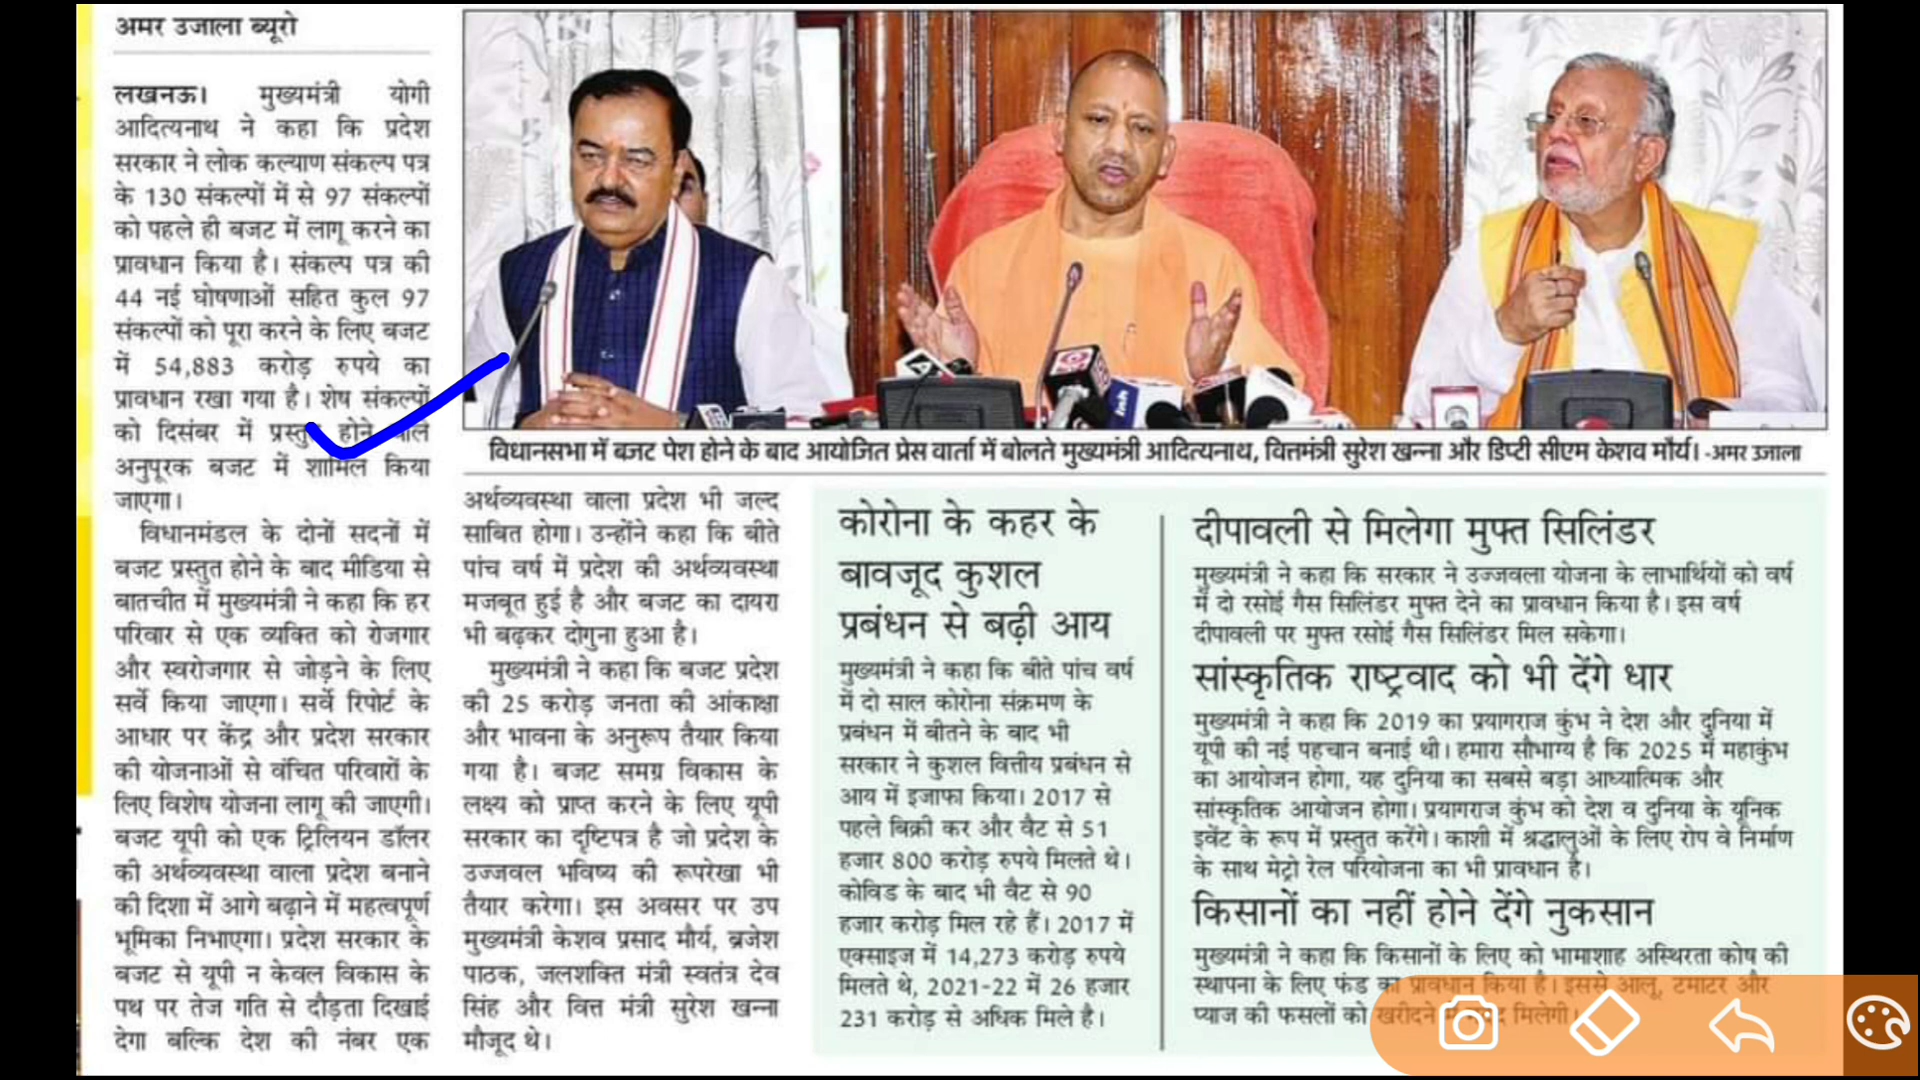 अमर उजाला ब्यूरो
लखनऊ। मुख्यमंत्री योगी
आदित्यनाथ ने कहा कि प्रदेश
सरकार ने लोक कल्याण संकल्प पत्र
के 130 संकल्पों में से 97 संकल्पों
को पहले ही बजट में लागू करने का
प्रावधान किया है। संकल्प पत्र की
44 नई घोषणाओं सहित कुल 97
संकल्पों को पूरा करने के लिए बजट
में 54,883 करोड़ रुपये का
प्रावधान रखा गया है। शेष संकल्पों
को दिसंबर में होने वाले
अनुपूरक बजट में शामिल किया
जाएगा।
विधानमंडल के दोनों सदनों में
बजट प्रस्तुत होने के बाद मीडिया से
बातचीत में मुख्यमंत्री ने कहा कि हर
परिवार से एक व्यक्ति को रोजगार
और स्वरोजगार से जोड़ने के लिए
सर्वे किया जाएगा। सर्वे रिपोर्ट के
आधार पर केंद्र और प्रदेश सरकार
की योजनाओं से वंचित परिवारों के
लिए विशेष योजना लागू की जाएगी।
बजट यूपी को एक ट्रिलियन डॉलर
की अर्थव्यवस्था वाला प्रदेश बनाने
की दिशा में आगे बढ़ाने में महत्वपूर्ण
भूमिका निभाएगा। प्रदेश सरकार के
बजट से यूपी न केवल विकास के
पथ पर तेज गति से दौड़ता दिखाई
देगा बल्कि देश की नंबर एक
विधानसभा में बजट पेश होने के बाद आयोजित प्रेस वार्ता में बोलते मुख्यमंत्री आदित्यनाथ, वित्तमंत्री सुरेश खन्ना और डिप्टी सीएम केशव मौर्य। -अमर उजाला
अर्थव्यवस्था वाला प्रदेश भी जल्द
साबित होगा। उन्होंने कहा कि बीते
पांच वर्ष में प्रदेश की अर्थव्यवस्था
मजबूत हुई है और बजट का दायरा
भी बढ़कर दोगुना हुआ है।
मुख्यमंत्री ने कहा कि बजट प्रदेश
की 25 करोड़ जनता की आंकाक्षा
और भावना के अनुरूप तैयार किया
गया है। बजट समग्र विकास के
लक्ष्य को प्राप्त करने के लिए यूपी
सरकार का दृष्टिपत्र है जो प्रदेश के
उज्जवल भविष्य की रूपरेखा भी
तैयार करेगा। इस अवसर पर उप
मुख्यमंत्री केशव प्रसाद मौर्य, ब्रजेश
पाठक, जलशक्ति मंत्री स्वतंत्र देव
सिंह और वित्त मंत्री सुरेश खन्ना
मौजूद थे।
कोरोना के कहर के
बावजूद कुशल
प्रबंधन से बढ़ी आय
मुख्यमंत्री ने कहा कि बीते पांच वर्ष
में दो साल कोरोना संक्रमण के
प्रबंधन में बीतने के बाद भी
सरकार ने कुशल वित्तीय प्रबंधन से
आय में इजाफा किया। 2017 से
पहले बिक्री कर और वैट से 51
हजार 800 करोड़ रुपये मिलते थे।
कोविड के बाद भी वैट से 90
हजार करोड़ मिल रहे हैं। 2017 में
एक्साइज में 14,273 करोड़ रुपये
मिलते थे, 2021-22 में 26 हजार
231 करोड़ से अधिक मिले है।
दीपावली से मिलेगा मुफ्त सिलिंडर
मुख्यमंत्री ने कहा कि सरकार ने उज्जवला योजना के लाभार्थियों को वर्ष
में दो रसोई गैस सिलिंडर मुफ्त देने का प्रावधान किया है। इस वर्ष
दीपावली पर मुफ्त रसोई गैस सिलिंडर मिल सकेगा।
सांस्कृतिक राष्ट्रवाद को भी देंगे धार
मुख्यमंत्री ने कहा कि 2019 का प्रयागराज कुंभ ने देश और दुनिया में
यूपी की नई पहचान बनाई थी। हमारा सौभाग्य है कि 2025 में महाकुंभ
का आयोजन होगा, यह दुनिया का सबसे बड़ा आध्यात्मिक और
सांस्कृतिक आयोजन होगा। प्रयागराज कुंभ को देश व दुनिया के यूनिक
इवेंट के रूप में प्रस्तुत करेंगे। काशी में श्रद्धालुओं के लिए रोप वे निर्माण
के साथ मेट्रो रेल परियोजना का भी प्रावधान है।
किसानों का नहीं होने देंगे नुकसान
मुख्यमंत्री ने कहा कि किसानों के लिए को भामाशाह अस्थिरता कोष की
स्थापना के लिए फंड का प्रावधान किया है। इससे आलू, टमाटर और
प्याज की फसलों को खरीदने में मिलेगी।